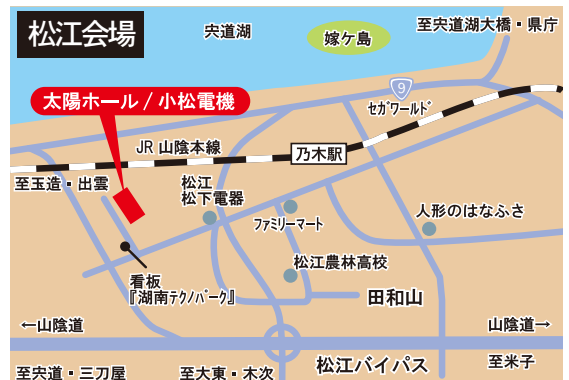 松江会場
宍道湖
嫁ケ島
至宍道湖大橋・県庁
太陽ホール / 小松電機
9
ｾｶﾞﾜｰﾙﾄﾞ
JR 山陰本線
乃木駅
至玉造・出雲
松江
松下電器
ﾌｧﾐﾘｰﾏｰﾄ
人形のはなふさ
松江農林高校
看板
『湖南ﾃｸﾉﾊﾟｰｸ』
田和山
←山陰道
山陰道→
松江バイパス
至米子
至宍道・三刀屋
至大東・木次